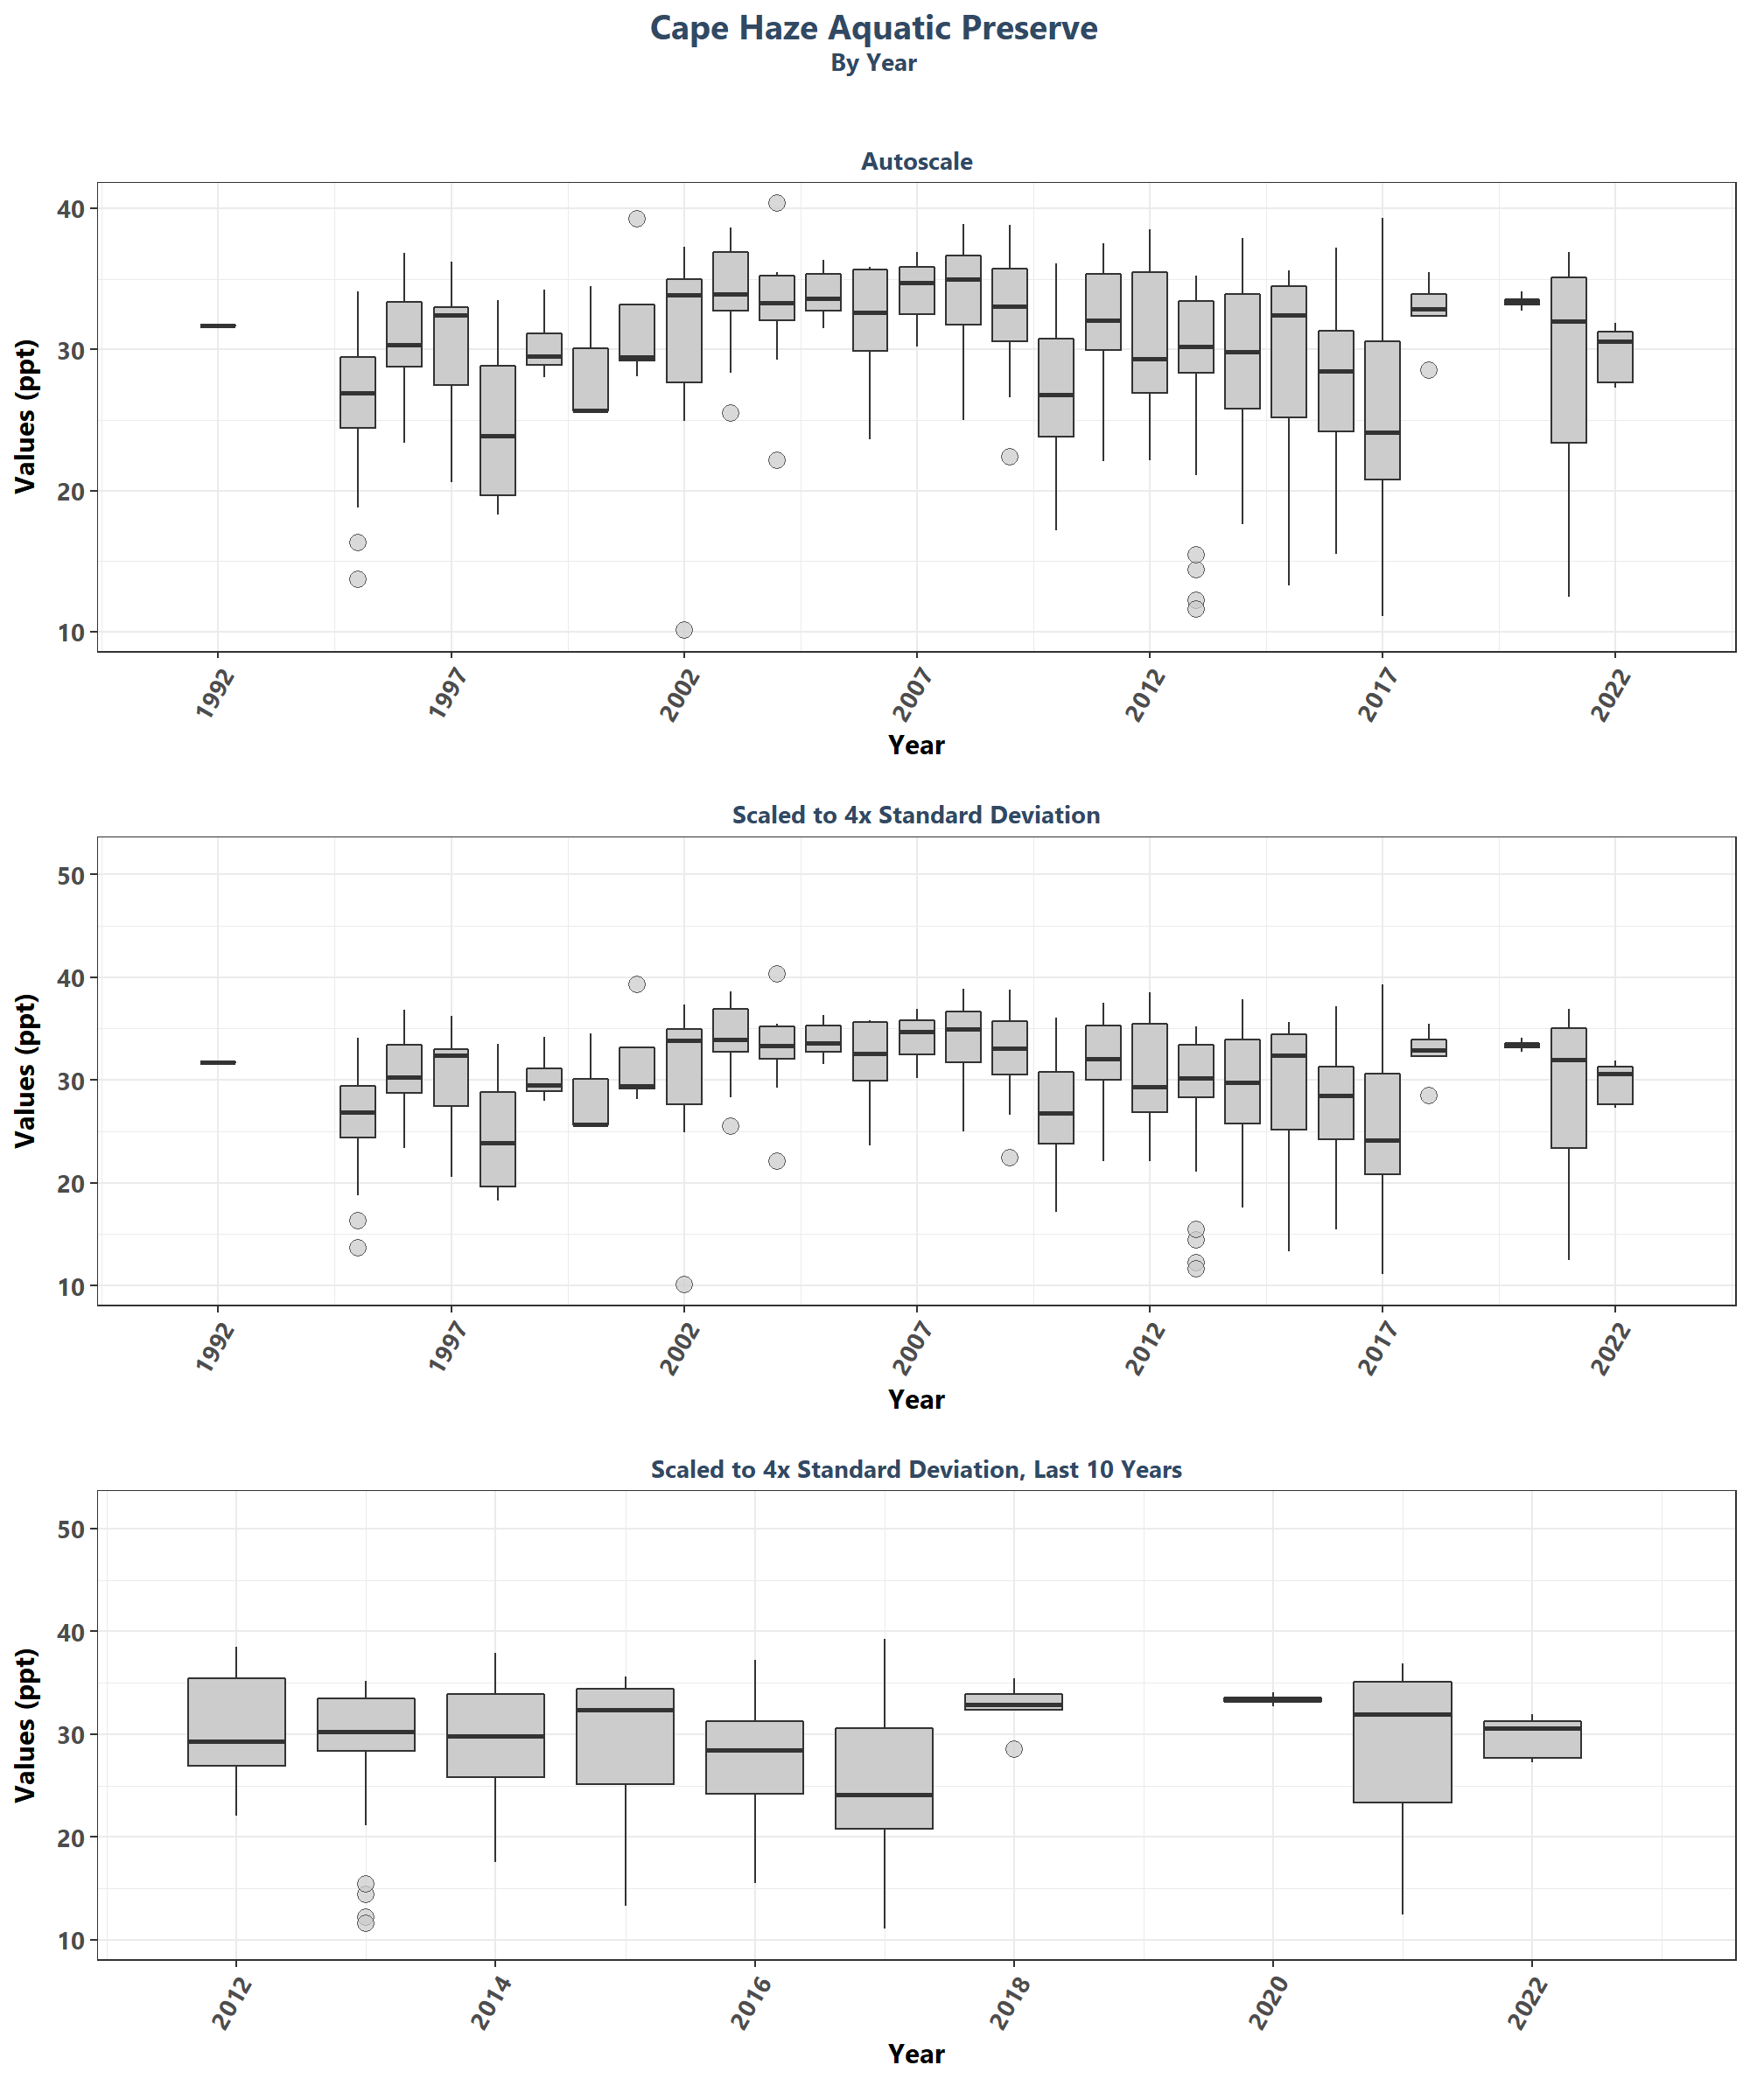 Cape Haze Aquatic Preserve
By Year
Autoscale
Values (ppt)
40
30
20
10
1992 1997 2002 2007 2012 2017 2022
Year
Scaled to 4x Standard Deviation
Values (ppt)
50
40
30
20
10
1992 1997 2002 2007 2012 2017 2022
Year
Scaled to 4x Standard Deviation, Last 10 Years
Values (ppt)
50
40
30
20
10
2012 2014 2016 2018 2020 2022
Year